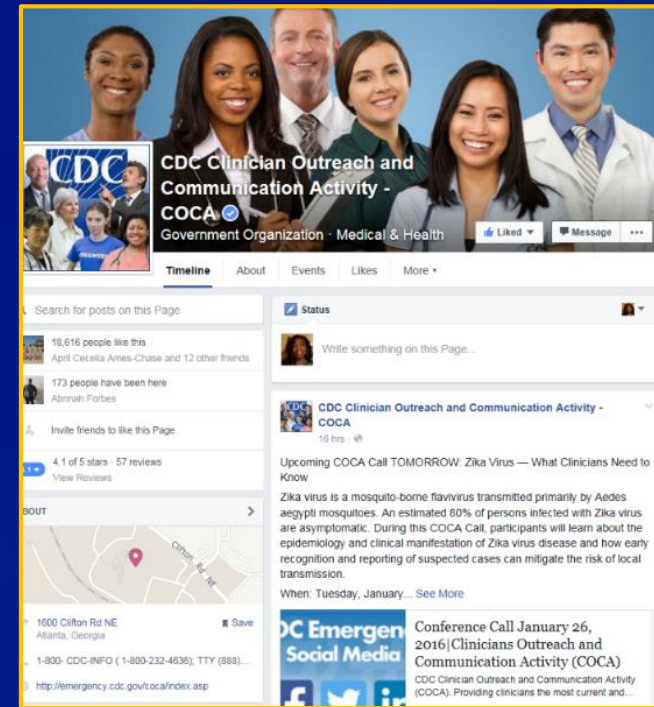 CDC
CDC Clinician Outreach and
Communication Activity -
COCA
Government Organization · Medical & Health
Liked
Message
Timeline About Events Likes More
Search for posts on this Page
18,616 people like this
April Cecelia Ames-Chase and 12 other friends
173 people have been here
Abnnah Forbes
Invite friends to like this Page
4.1 of 5 stars · 57 reviews
View Reviews
ABOUT
Clifton Rd NE
1600 Clifton Rd NE
Atlanta, Georgia
Save
1-800- CDC-INFO ( 1-800-232-4636); TTY (888)...
http://emergency.cdc.gov/coca/index.asp
Status
Write something on this Page...
CDC Clinician Outreach and Communication Activity -
COCA
16 hrs ·
Upcoming COCA Call TOMORROW: Zika Virus — What Clinicians Need to
Know
Zika virus is a mosquito-borne flavivirus transmitted primarily by Aedes
aegypti mosquitoes. An estimated 80% of persons infected with Zika virus
are asymptomatic. During this COCA Call, participants will learn about the
epidemiology and clinical manifestation of Zika virus disease and how early
recognition and reporting of suspected cases can mitigate the risk of local
transmission.
When: Tuesday, January... See More
DC Emergen
Social Media
Conference Call January 26,
2016|Clinicians Outreach and
Communication Activity (COCA)
CDC Clinician Outreach and Communication Activity
(COCA). Providing clinicians the most current and...